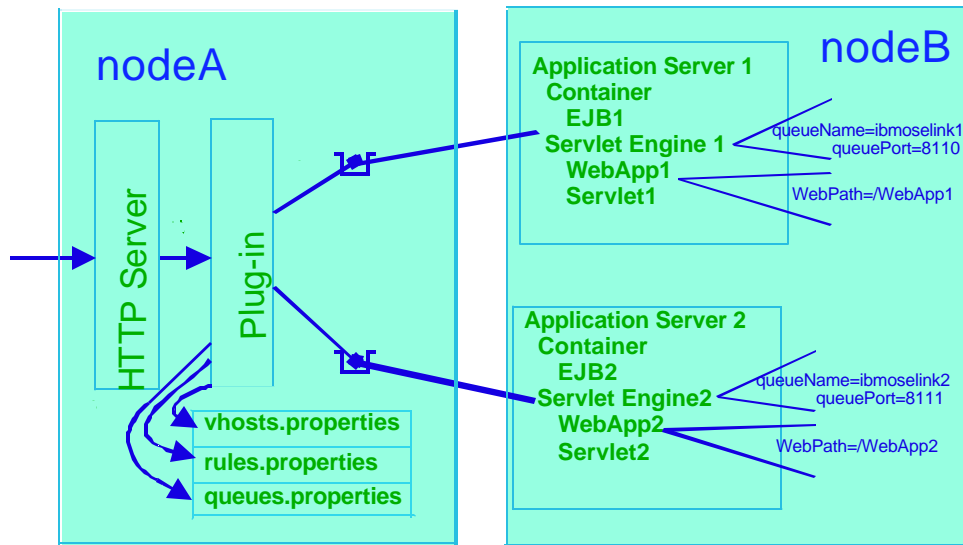 nodeA
HTTP Server
Plug-in
vhosts.properties
rules.properties
queues.properties
nodeB
Application Server 1
Container
EJB1
Servlet Engine 1
WebApp1
Servlet1
queueName=ibmoselink1
queuePort=8110
WebPath=/WebApp1
Application Server 2
Container
EJB2
Servlet Engine2
WebApp2
Servlet2
queueName=ibmoselink2
queuePort=8111
WebPath=/WebApp2